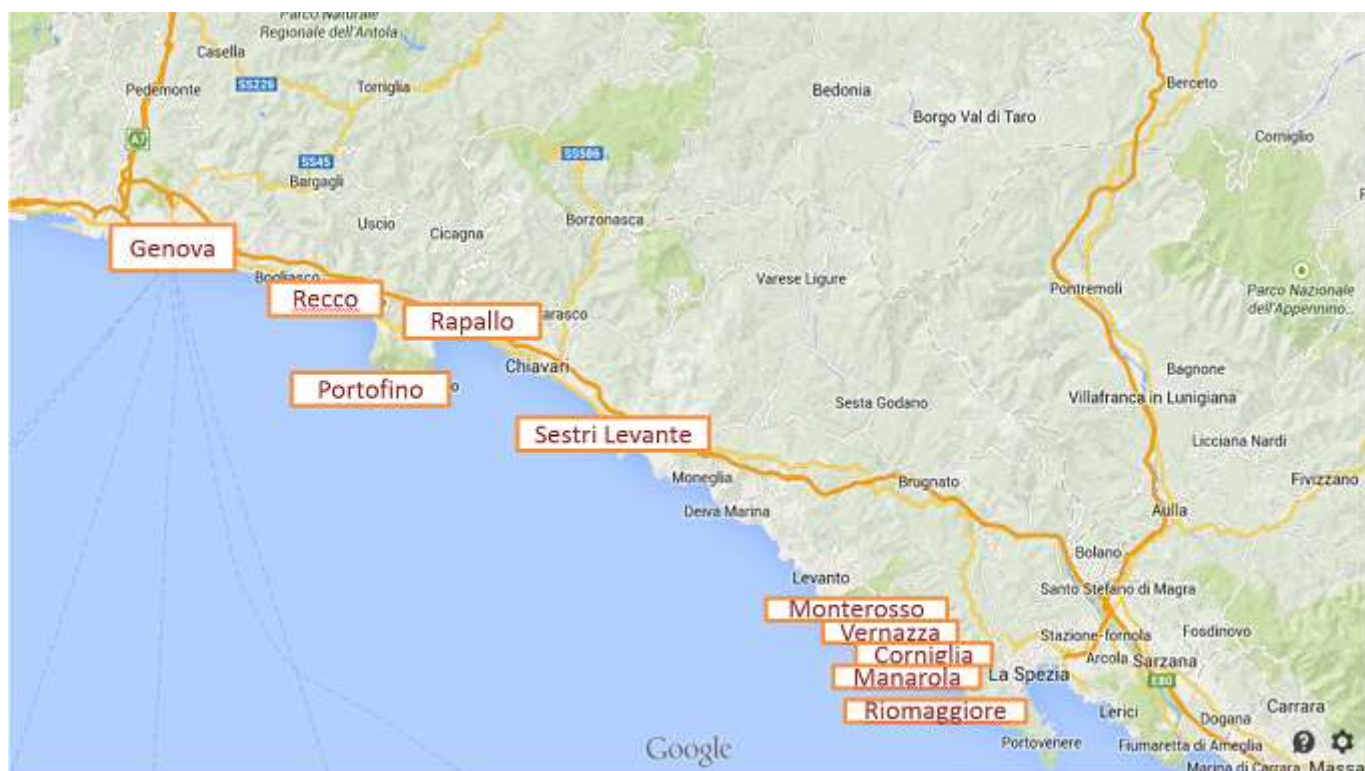 Parco Naturale
Regionale dell'Antola
Casella
SS226
Torriglia
Pedemonte
A7
SS45
Bargagli
SS586
Bedonia
Borgo Val di Taro
Berceto
Corniglio
Uscio
Cicagna
Borzonasca
Genova
Bogliasco
Recco
Rapallo
arasco
Varese Ligure
Pontremoli
Parco Nazionale
dell'Appennino...
Chiavari
Portofino
o
Bagnone
Villafranca in Lunigiana
Sesta Godano
Sestri Levante
Licciana Nardi
Moneglia
Brugnato
Fivizzano
Deiva Marina
Aulla
Bolano
Levanto
Santo Stefano di Magra
Monterosso
Vernazza
Stazione-fornola
Fosdinovo
Corniglia
Arcola
Sarzana
Manarola
La Spezia
E80
Riomaggiore
Lerici
Dogana
Carrara
Google
Portovenere
Fiumaretta di Ameglia
?
Marina di Carrara
Massa